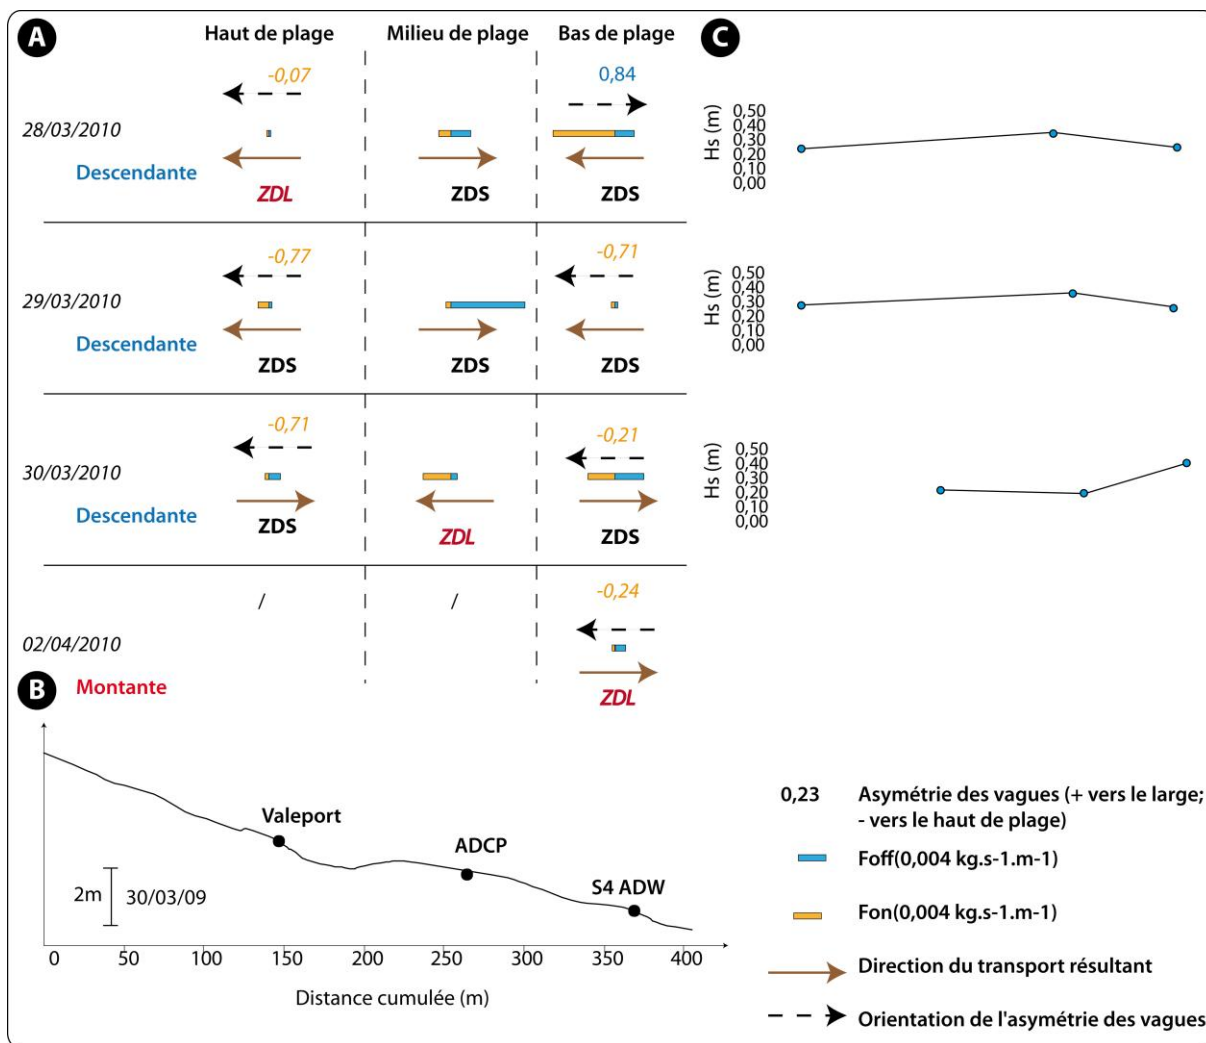 A
Haut de plage
Milieu de plage
Bas de plage
C
-0,07
0,84
28/03/2010
Descendante
ZDL
ZDS
ZDS
Hs (m)
0,50
0,40
0,30
0,20
0,10
0,00
-0,77
-0,71
29/03/2010
Descendante
ZDS
ZDS
ZDS
Hs (m)
0,50
0,40
0,30
0,20
0,10
0,00
-0,71
-0,21
30/03/2010
Descendante
ZDS
ZDL
ZDS
Hs (m)
0,50
0,40
0,30
0,20
0,10
0,00
/
/
-0,24
02/04/2010
Montante
ZDL
B
Valeport
ADCP
S4 ADW
2m
30/03/09
0 50 100 150 200 250 300 350 400
Distance cumulée (m)
0,23 Asymétrie des vagues (+ vers le large;
- vers le haut de plage)
Foff(0,004 kg.s-1.m-1)
Fon(0,004 kg.s-1.m-1)
Direction du transport résultant
Orientation de l'asymétrie des vagues